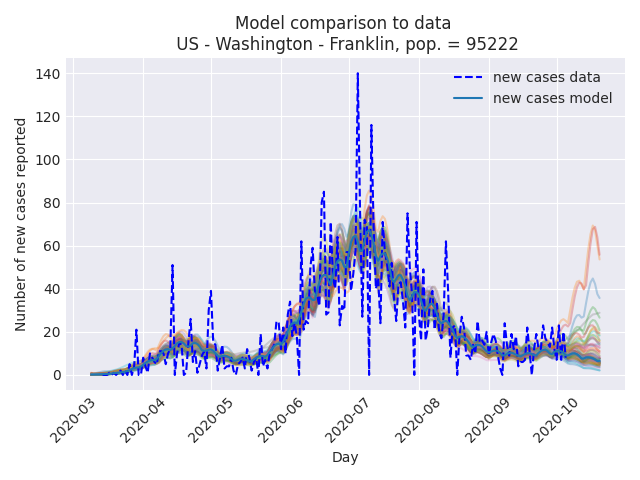 Model comparison to data
US - Washington - Franklin, pop. = 95222
new cases data
new cases model
Number of new cases reported
140
120
100
80
60
40
20
0
2020-03
2020-04
2020-05
2020-06
2020-07
2020-08
2020-09
2020-10
Day